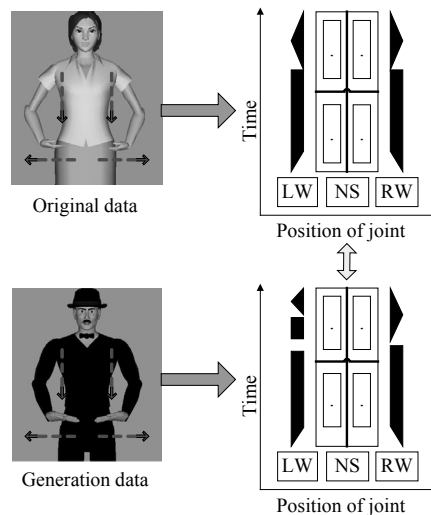 Time
LW NS RW
Original data
Position of joint
Time
LW NS RW
Generation data
Position of joint